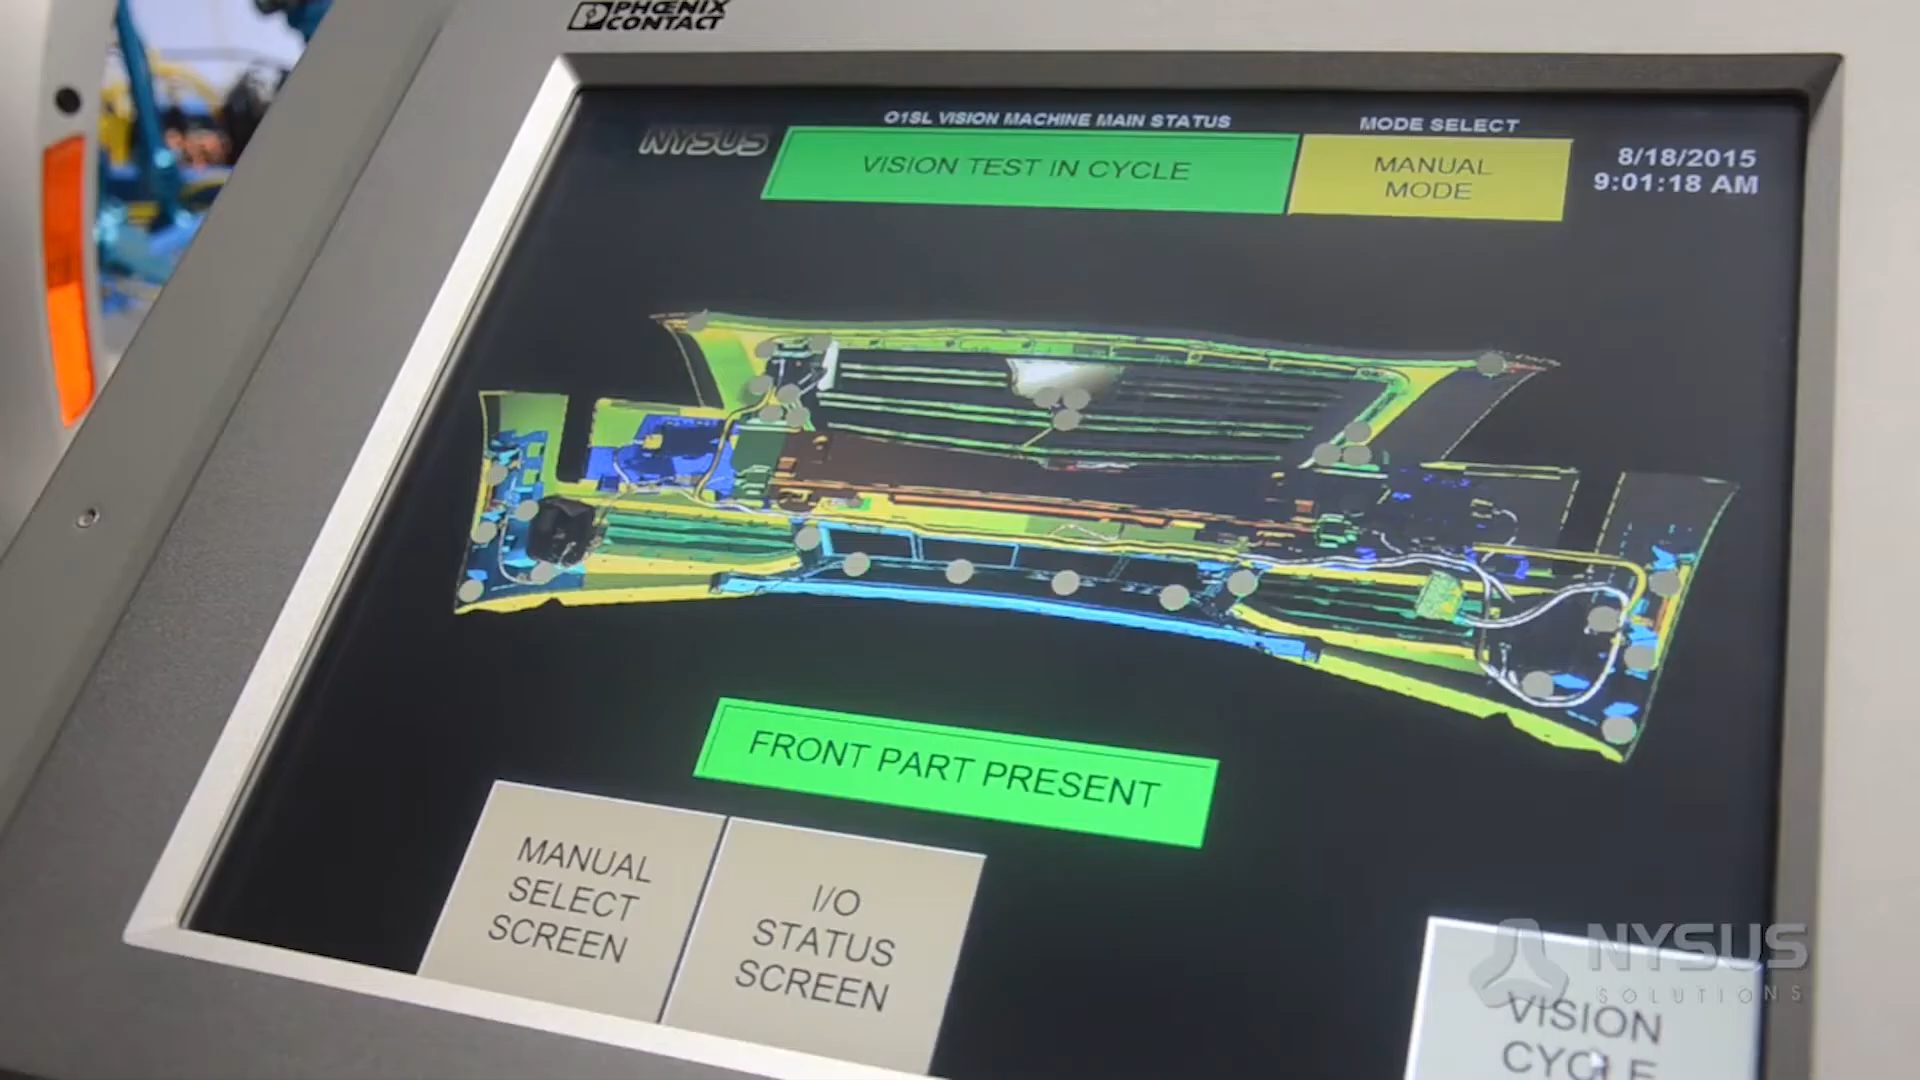 PHŒNIX
CONTACT
O1SL VISION MACHINE MAIN STATUS
MODE SELECT
NYSUS
VISION TEST IN CYCLE
MANUAL
MODE
8/18/2015
9:01:18 AM
FRONT PART PRESENT
MANUAL
SELECT
SCREEN
I/O
STATUS
SCREEN
NYSUS
SOLUTIONS
VISION
CYCLE